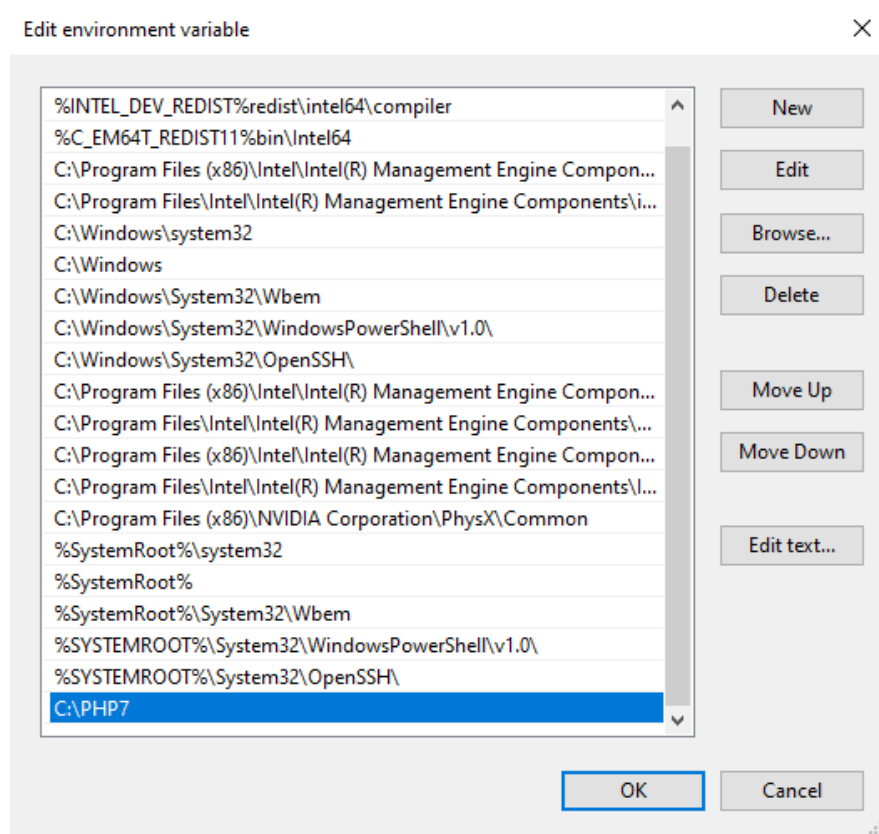 Edit environment variable
%INTEL_DEV_REDIST%redist\intel64\compiler
%C_EM64T_REDIST11%bin\Intel64
C:\Program Files (x86)\Intel\Intel(R) Management Engine Compon...
C:\Program Files\Intel\Intel(R) Management Engine Components\i...
C:\Windows\system32
C:\Windows
C:\Windows\System32\Wbem
C:\Windows\System32\WindowsPowerShell\v1.0\
C:\Windows\System32\OpenSSH\
C:\Program Files (x86)\Intel\Intel(R) Management Engine Compon...
C:\Program Files\Intel\Intel(R) Management Engine Components\...
C:\Program Files (x86)\Intel\Intel(R) Management Engine Compon...
C:\Program Files\Intel\Intel(R) Management Engine Components\I...
C:\Program Files (x86)\NVIDIA Corporation\PhysX\Common
%SystemRoot%\system32
%SystemRoot%
%SystemRoot%\System32\Wbem
%SYSTEMROOT%\System32\WindowsPowerShell\v1.0\
%SYSTEMROOT%\System32\OpenSSH\
C:\PHP7
New
Edit
Browse...
Delete
Move Up
Move Down
Edit text...
OK
Cancel